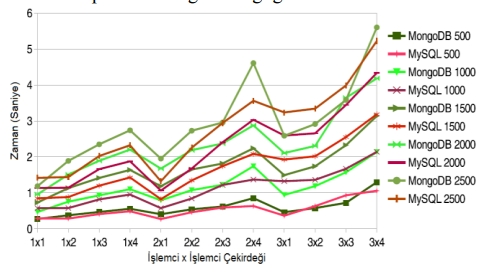 6
5
4
3
2
1
0
Zaman (Saniye)
1x1 1x2 1x3 1x4 2x1 2x2 2x3 2x4 3x1 3x2 3x3 3x4
İşlemci x İşlemci Çekirdeği
MongoDB 500
MySQL 500
MongoDB 1000
MySQL 1000
MongoDB 1500
MySQL 1500
MongoDB 2000
MySQL 2000
MongoDB 2500
MySQL 2500